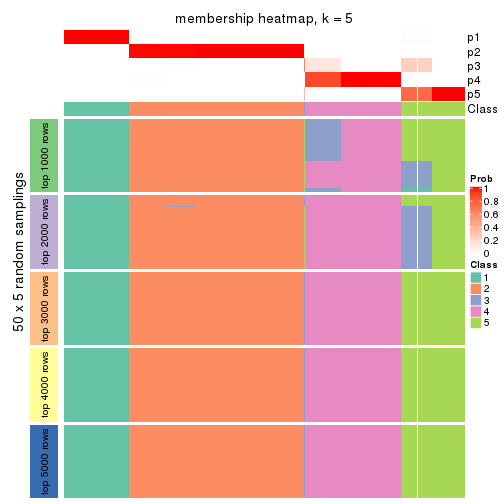 membership heatmap, k = 5
p1
p2
p3
p4
p5
Class
50 x 5 random samplings
top 1000 rows
top 2000 rows
top 3000 rows
top 4000 rows
top 5000 rows
Prob
1
0.8
0.6
0.4
0.2
0
Class
1
2
3
4
5